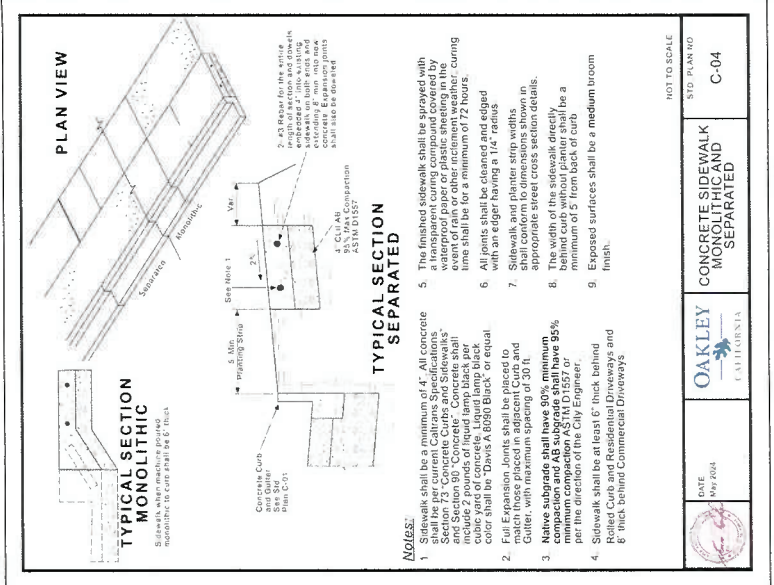 PLAN VIEW
Separated
Monolithic
TYPICAL SECTION
MONOLITHIC
Sidewalk when machine poured
monolithic to curb shall be 6" thick
2- #3 Rebar for the entire
length of section and dowels
embedded 4" into existing
sidewalk on both ends and
extending 8" min. into new
concrete. Expansion joints
shall also be doweled
Concrete Curb
and Gutter
See Std
Plan C-01
5' Min
Planting Strip
See Note 1
2%
Var.
4" CLII AB
95% Max Compaction
ASTM D1557
TYPICAL SECTION
SEPARATED
Notes:
1 Sidewalk shall be a minimum of 4". All concrete
shall be per current Caltrans Specifications
Section 73 "Concrete Curbs and Sidewalks"
and Section 90 "Concrete". Concrete shall
include 2 pounds of liquid lamp black per
cubic yard of concrete. Liquid lamp black
color shall be "Davis A 6090 Black" or equal
2. Full Expansion Joints shall be placed to
match those placed in adjacent Curb and
Gutter, with maximum spacing of 30 ft.
3. Native subgrade shall have 90% minimum
compaction and AB subgrade shall have 95%
minimum compaction ASTM D1557 or
per the direction of the City Engineer.
4. Sidewalk shall be at least 6" thick behind
Rolled Curb and Residential Driveways and
8" thick behind Commercial Driveways
5. The finished sidewalk shall be sprayed with
a transparent curing compound covered by
waterproof paper or plastic sheeting in the
event of rain or other inclement weather, curing
time shall be for a minimum of 72 hours.
6. All joints shall be cleaned and edged
with an edger having a 1/4" radius
7. Sidewalk and planter strip widths
shall conform to dimensions shown in
appropriate street cross section details.
8. The width of the sidewalk directly
behind curb without planter shall be a
minimum of 5' from back of curb
9. Exposed surfaces shall be a medium broom
finish.
NOT TO SCALE
DATE
May 2024
OAKLEY
CALIFORNIA
CONCRETE SIDEWALK
MONOLITHIC AND
SEPARATED
STD PLAN NO
C-04